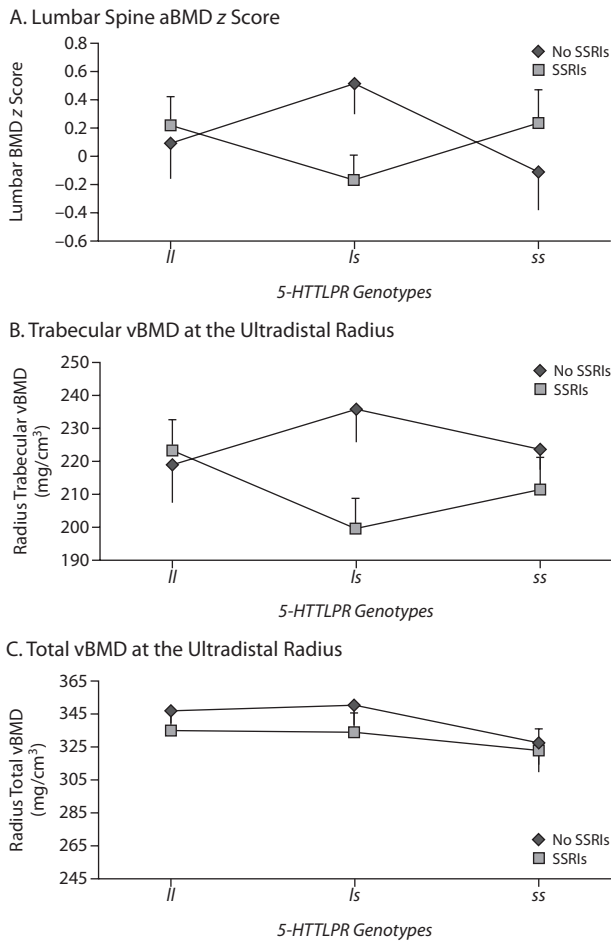 A. Lumbar Spine aBMD z Score
0.8
0.6
0.4
0.2
0
–0.2
–0.4
–0.6
Lumbar BMD z Score
No SSRIs
SSRIs
ll
ls
ss
5-HTTLPR Genotypes
B. Trabecular vBMD at the Ultradistal Radius
250
240
230
220
210
200
190
Radius Trabecular vBMD
(mg/cm³)
No SSRIs
SSRIs
ll
ls
ss
5-HTTLPR Genotypes
C. Total vBMD at the Ultradistal Radius
365
345
325
305
285
265
245
Radius Total vBMD
(mg/cm³)
No SSRIs
SSRIs
ll
ls
ss
5-HTTLPR Genotypes